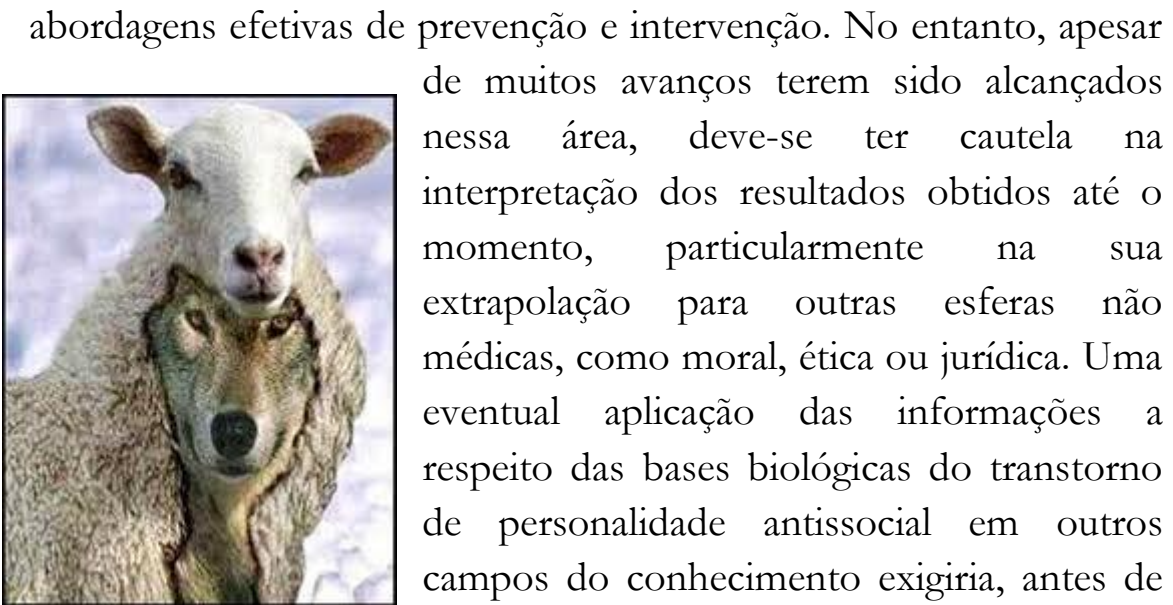 abordagens efetivas de prevenção e intervenção. No entanto, apesar
de muitos avanços terem sido alcançados
nessa área, deve-se ter cautela na
interpretação dos resultados obtidos até o
momento, particularmente na sua
extrapolação para outras esferas não
médicas, como moral, ética ou jurídica. Uma
eventual aplicação das informações a
respeito das bases biológicas do transtorno
de personalidade antissocial em outros
campos do conhecimento exigiria, antes de